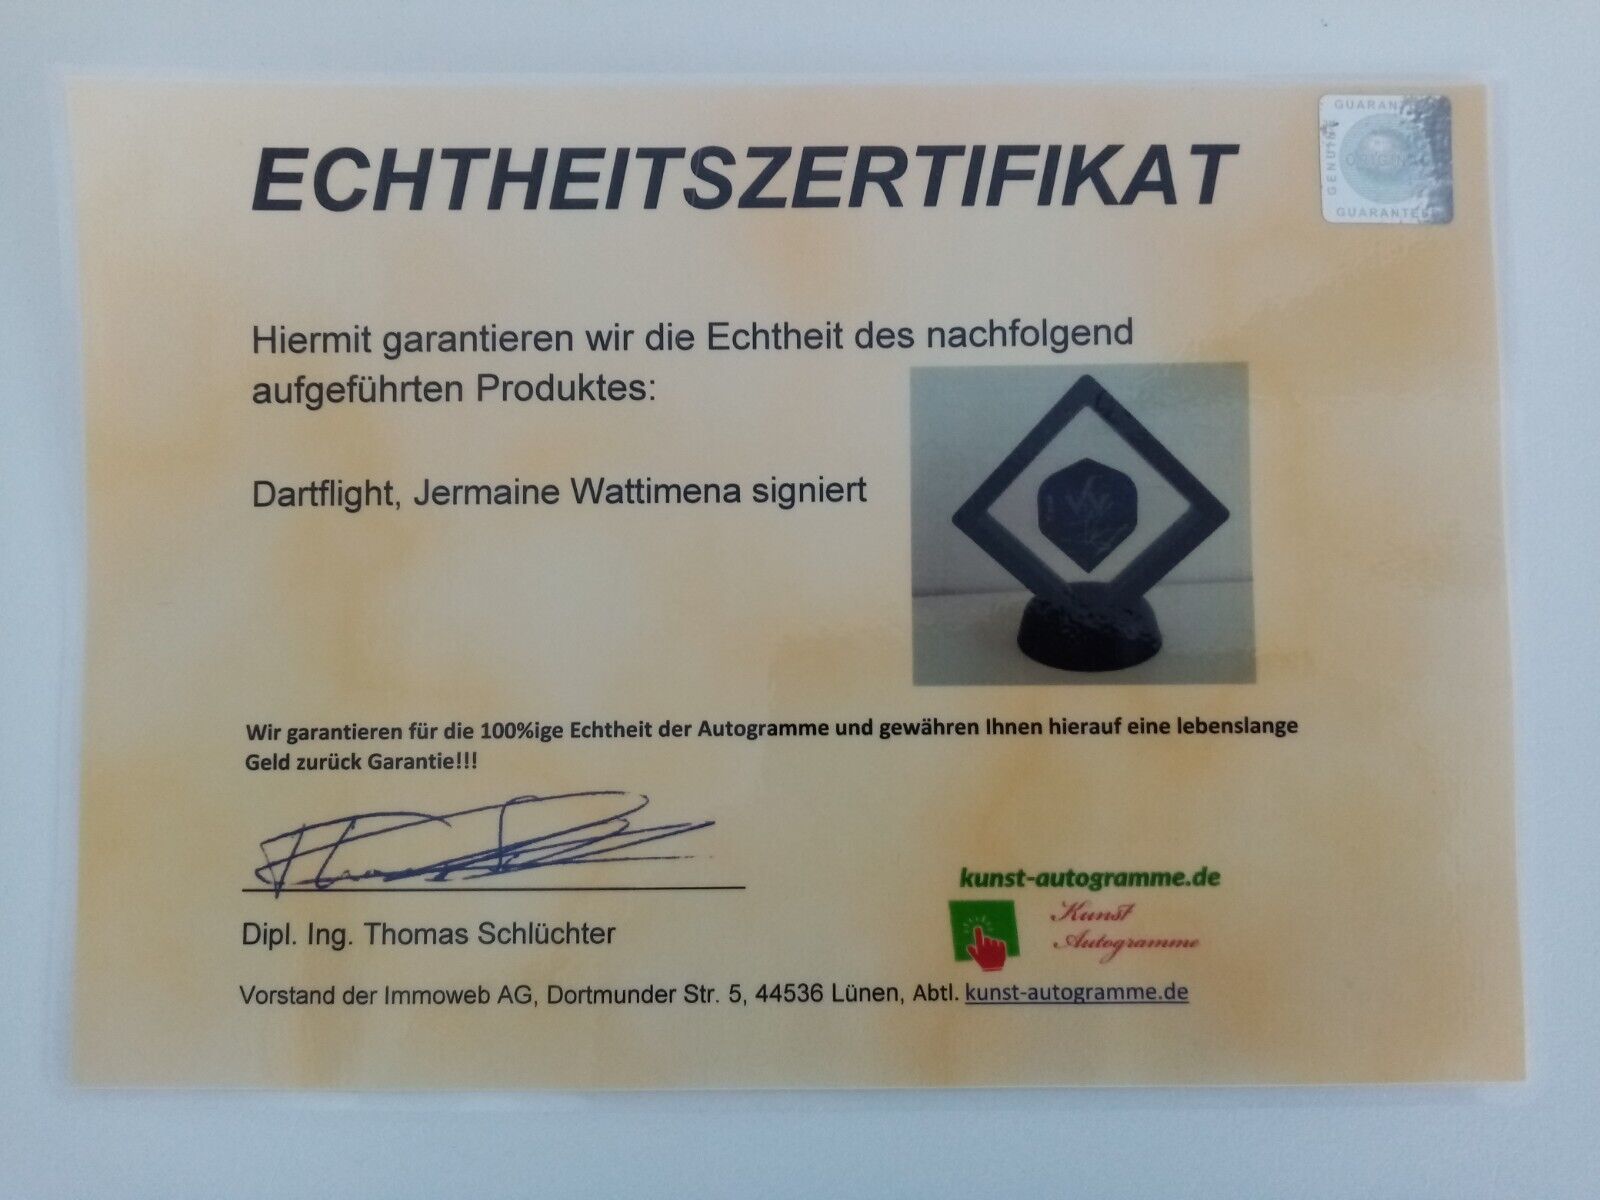 ECHTHEITSZERTIFIKAT
GUARANTEE
GENUINE
ORIGINAL
GUARANTEE
Hiermit garantieren wir die Echtheit des nachfolgend
aufgeführten Produktes:
Dartflight, Jermaine Wattimena signiert
Wir garantieren für die 100%ige Echtheit der Autogramme und gewähren Ihnen hierauf eine lebenslange
Geld zurück Garantie!!!
Dipl. Ing. Thomas Schlüchter
kunst-autogramme.de
Kunst
Autogramme
Vorstand der Immoweb AG, Dortmunder Str. 5, 44536 Lünen, Abtl. kunst-autogramme.de